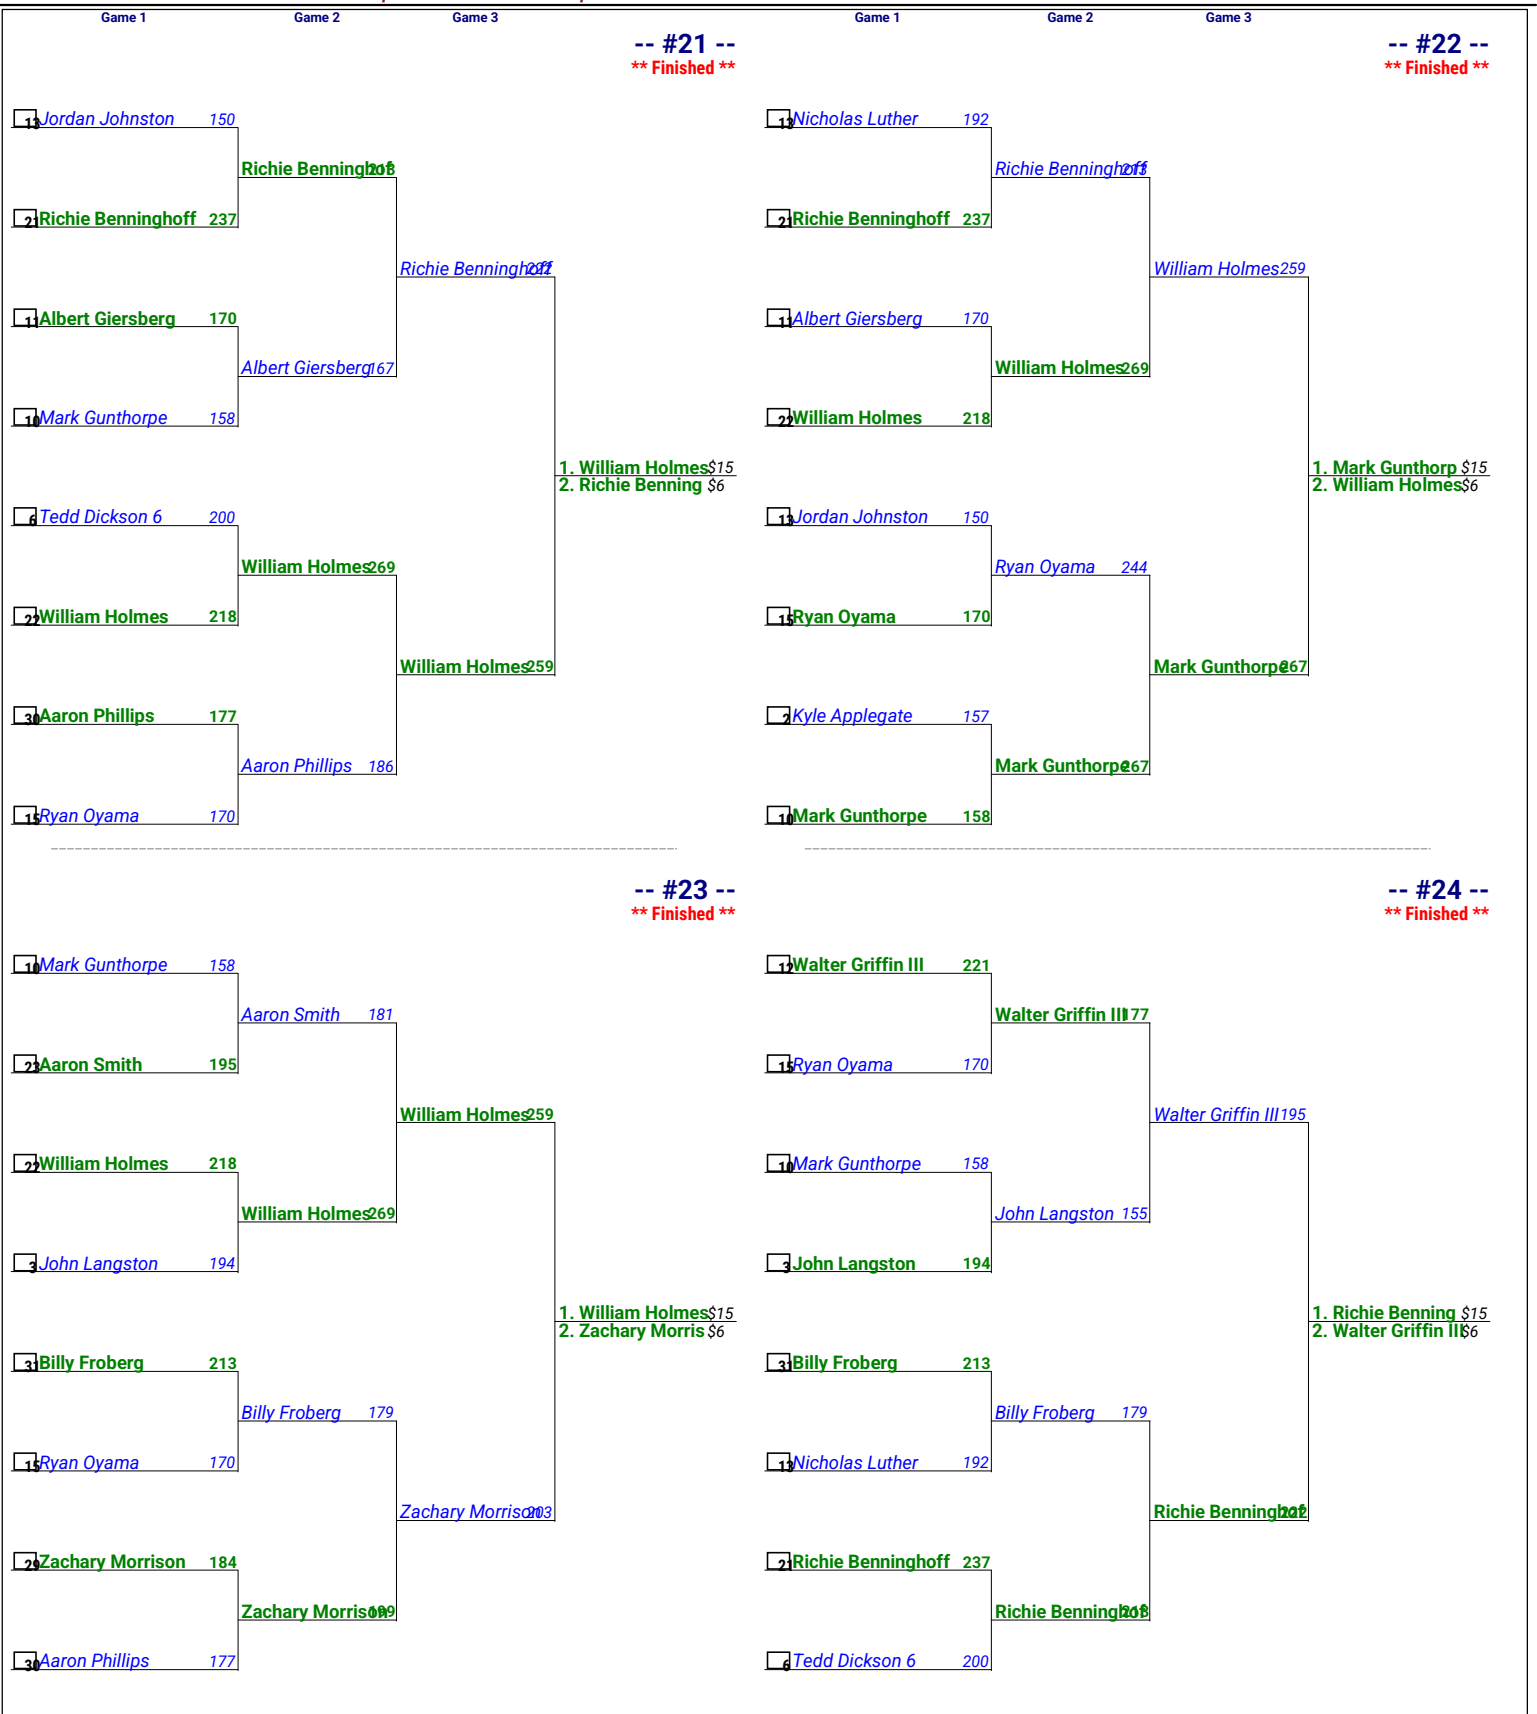 Game 1 Game 2 Game 3 Game 1 Game 2 Game 3
-- #21 --
** Finished **
13 Jordan Johnston 150
Richie Benninghoff 213
21 Richie Benninghoff 237
Richie Benninghoff 222
11 Albert Giersberg 170
Albert Giersberg 167
10 Mark Gunthorpe 158
1. William Holmes $15
2. Richie Benning $6
6 Tedd Dickson 6 200
William Holmes 269
22 William Holmes 218
William Holmes 259
30 Aaron Phillips 177
Aaron Phillips 186
15 Ryan Oyama 170
-- #22 --
** Finished **
13 Nicholas Luther 192
Richie Benninghoff 213
21 Richie Benninghoff 237
William Holmes 259
11 Albert Giersberg 170
William Holmes 269
22 William Holmes 218
1. Mark Gunthorp $15
2. William Holmes $6
13 Jordan Johnston 150
Ryan Oyama 244
15 Ryan Oyama 170
Mark Gunthorpe 267
2 Kyle Applegate 157
Mark Gunthorpe 267
10 Mark Gunthorpe 158
-- #23 --
** Finished **
10 Mark Gunthorpe 158
Aaron Smith 181
23 Aaron Smith 195
William Holmes 259
22 William Holmes 218
William Holmes 269
3 John Langston 194
1. William Holmes $15
2. Zachary Morris $6
31 Billy Froberg 213
Billy Froberg 179
15 Ryan Oyama 170
Zachary Morrison 203
29 Zachary Morrison 184
Zachary Morrison 199
30 Aaron Phillips 177
-- #24 --
** Finished **
12 Walter Griffin III 221
Walter Griffin III 177
15 Ryan Oyama 170
Walter Griffin III 195
10 Mark Gunthorpe 158
John Langston 155
3 John Langston 194
1. Richie Benning $15
2. Walter Griffin III $6
31 Billy Froberg 213
Billy Froberg 179
13 Nicholas Luther 192
Richie Benninghof 222
21 Richie Benninghoff 237
Richie Benninghof 213
6 Tedd Dickson 6 200